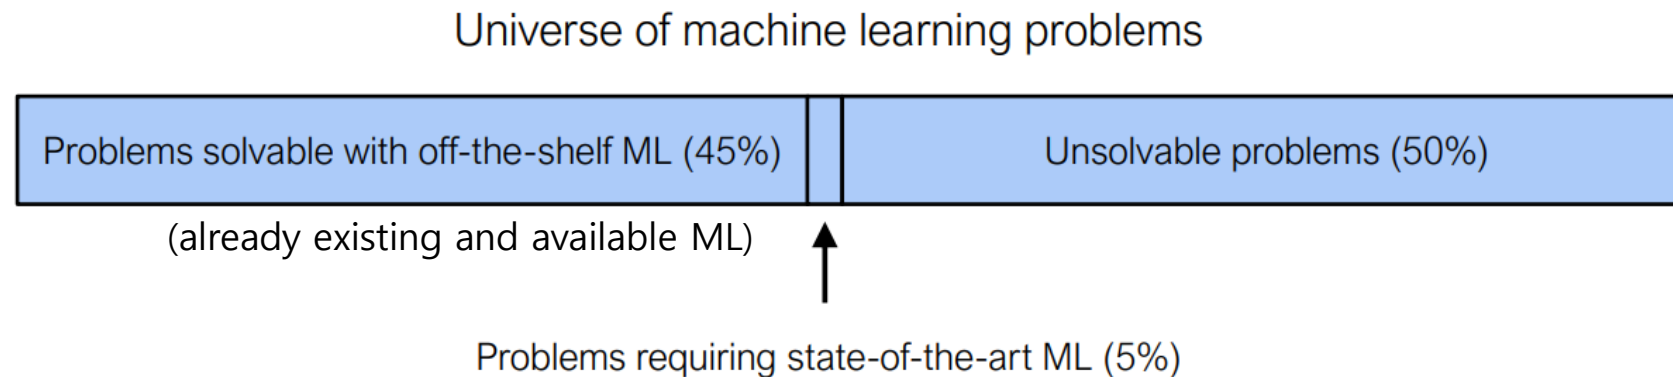 Universe of machine learning problems
Problems solvable with off-the-shelf ML (45%)
Unsolvable problems (50%)
(already existing and available ML)
Problems requiring state-of-the-art ML (5%)